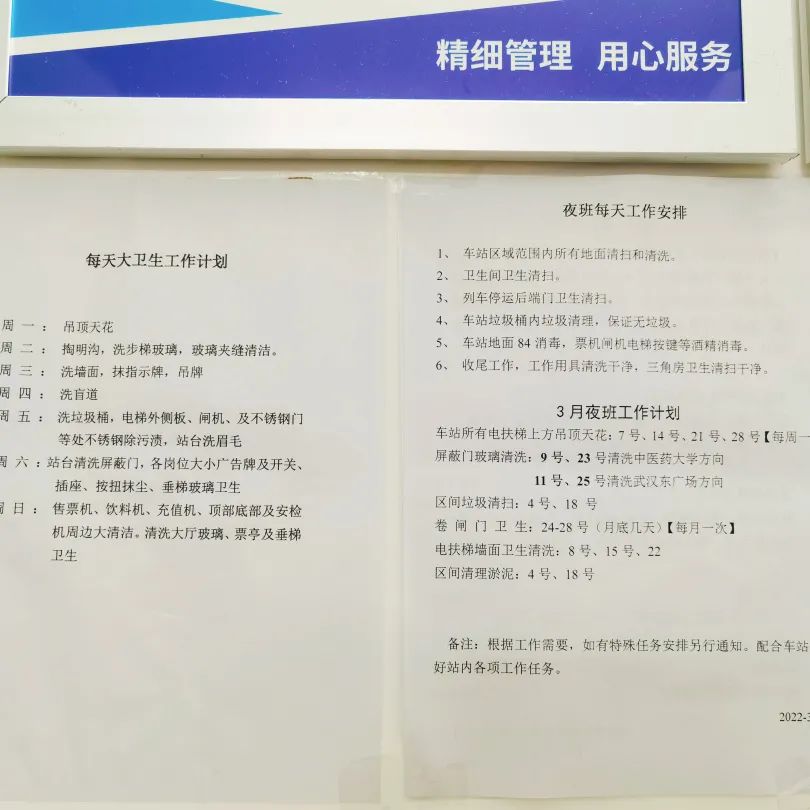 精细管理 用心服务
每天大卫生工作计划
周 一 : 吊顶天花
周 二 : 掏明沟，洗步梯玻璃，玻璃夹缝清洁。
周 三 : 洗墙面，抹指示牌，吊牌
周 四 : 洗盲道
周 五 : 洗垃圾桶，电梯外侧板、闸机、及不锈钢门
等处不锈钢除污渍，站台洗眉毛
周 六 :站台清洗屏蔽门，各岗位大小广告牌及开关、
插座、按扭抹尘、垂梯玻璃卫生
周 日 : 售票机、饮料机、充值机、顶部底部及安检
机周边大清洁。清洗大厅玻璃、票亭及垂梯
卫生
夜班每天工作安排
1、 车站区域范围内所有地面清扫和清洗。
2、 卫生间卫生清扫。
3、 列车停运后端门卫生清扫。
4、 车站垃圾桶内垃圾清理，保证无垃圾。
5、 车站地面 84 消毒，票机闸机电梯按键等酒精消毒。
6、 收尾工作，工作用具清洗干净，三角房卫生清扫干净。
3 月夜班工作计划
车站所有电扶梯上方吊顶天花: 7 号、14 号、21 号、28 号【每周一
屏蔽门玻璃清洗: 9 号、23 号清洗中医药大学方向
11 号、25 号清洗武汉东广场方向
区间垃圾清扫: 4 号、18 号
卷 闸 门 卫 生: 24-28 号（月底几天）【每月一次】
电扶梯墙面卫生清洗: 8 号、15 号、22
区间清理淤泥: 4 号、18 号
备注: 根据工作需要，如有特殊任务安排另行通知。配合车站
好站内各项工作任务。
2022-3